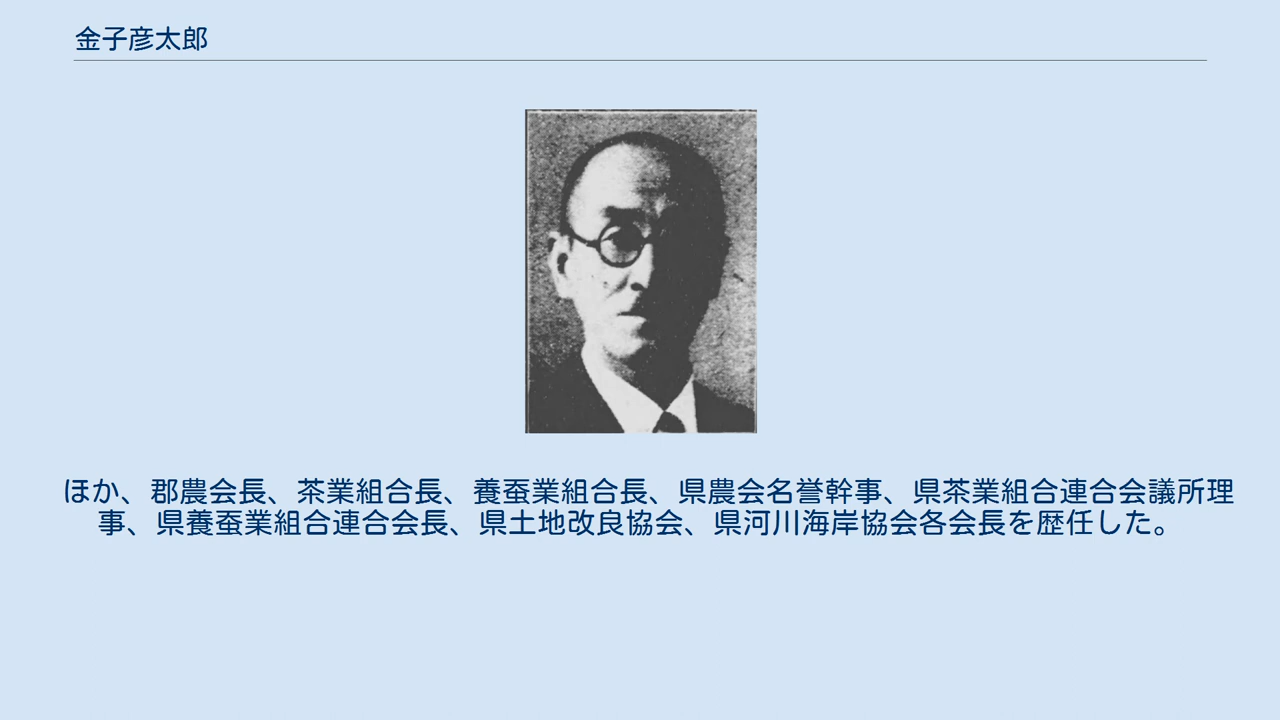 金子彦太郎
ほか、郡農会長、茶業組合長、養蚕業組合長、県農会名誉幹事、県茶業組合連合会議所理
事、県養蚕業組合連合会長、県土地改良協会、県河川海岸協会各会長を歴任した。